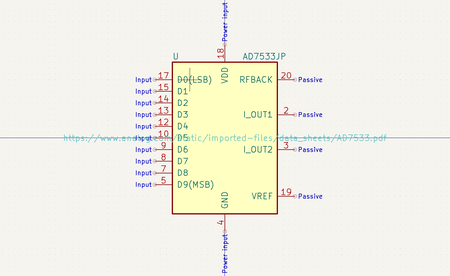 Power input
18
U
AD7533JP
VDD
Input 17 D0(LSB)
RFBACK 20 Passive
Input 15 D1
Input 14 D2
Input 13 D3
I_OUT1 2 Passive
Input 12 D4
Input 10 D5
https://www.analog.com/static/imported-files/data_sheets/AD7533.pdf
Input 9 D6
I_OUT2 3 Passive
Input 8 D7
Input 7 D8
Input 5 D9(MSB)
VREF 19 Passive
GND
4
Power input